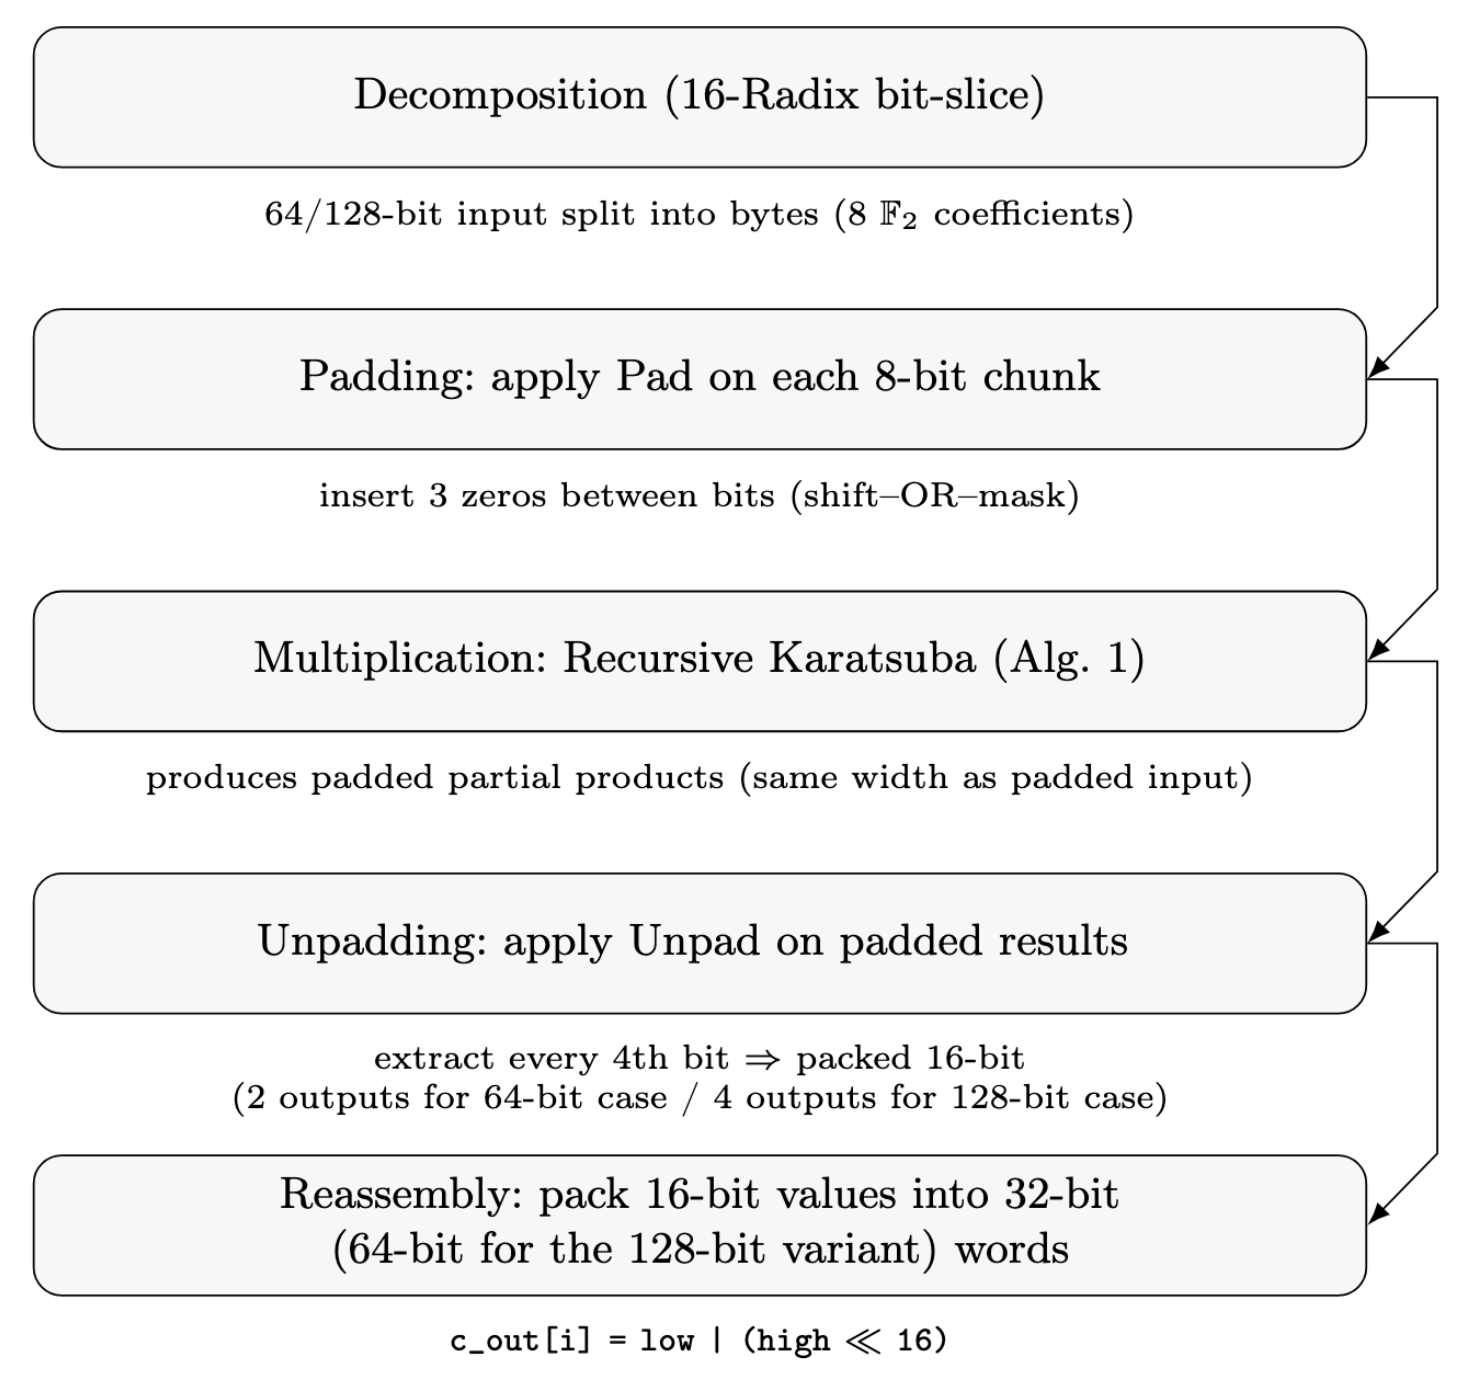 Decomposition (16-Radix bit-slice)
64/128-bit input split into bytes (8 𝔽₂ coefficients)
Padding: apply Pad on each 8-bit chunk
insert 3 zeros between bits (shift–OR–mask)
Multiplication: Recursive Karatsuba (Alg. 1)
produces padded partial products (same width as padded input)
Unpadding: apply Unpad on padded results
extract every 4th bit ⇒ packed 16-bit
(2 outputs for 64-bit case / 4 outputs for 128-bit case)
Reassembly: pack 16-bit values into 32-bit
(64-bit for the 128-bit variant) words
c_out[i] = low | (high ≪ 16)